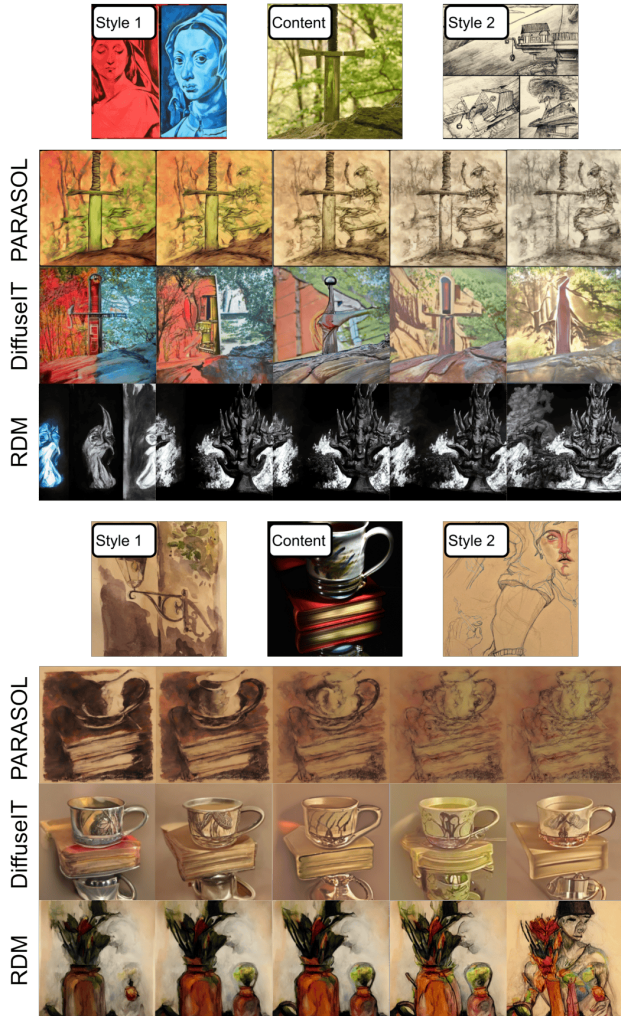 Style 1
Content
Style 2
PARASOL
DiffuseIT
RDM
Style 1
Content
Style 2
PARASOL
DiffuseIT
RDM